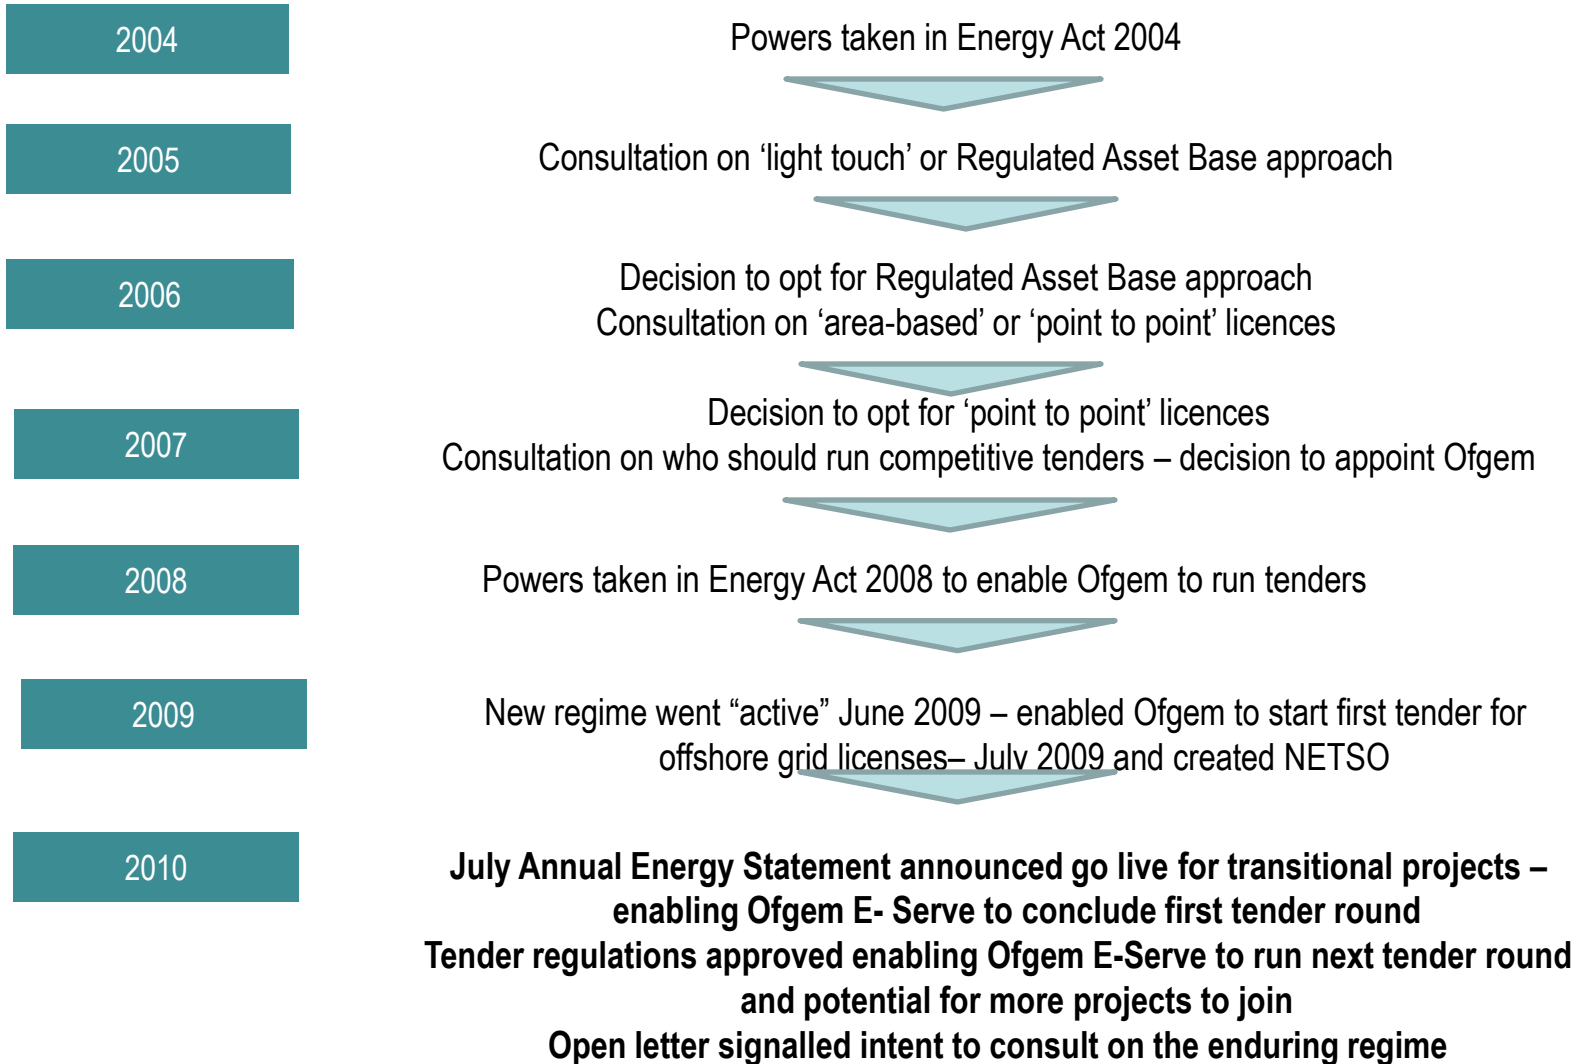 2004
Powers taken in Energy Act 2004
2005
Consultation on ‘light touch’ or Regulated Asset Base approach
2006
Decision to opt for Regulated Asset Base approach
Consultation on ‘area-based’ or ‘point to point’ licences
2007
Decision to opt for ‘point to point’ licences
Consultation on who should run competitive tenders – decision to appoint Ofgem
2008
Powers taken in Energy Act 2008 to enable Ofgem to run tenders
2009
New regime went “active” June 2009 – enabled Ofgem to start first tender for
offshore grid licenses– July 2009 and created NETSO
2010
July Annual Energy Statement announced go live for transitional projects –
enabling Ofgem E- Serve to conclude first tender round
Tender regulations approved enabling Ofgem E-Serve to run next tender round
and potential for more projects to join
Open letter signalled intent to consult on the enduring regime